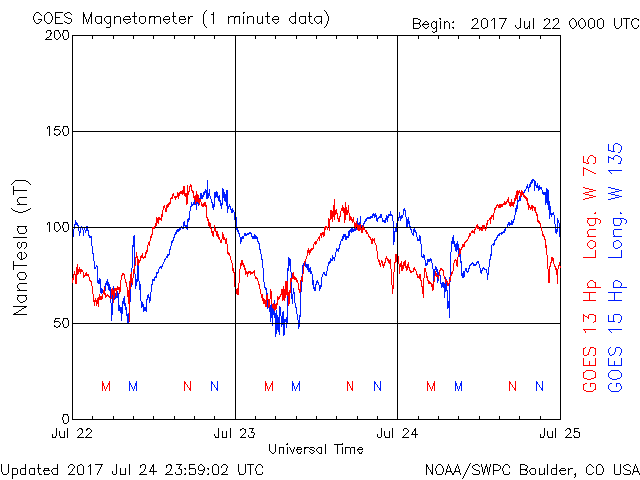 GOES Magnetometer (1 minute data)
Begin: 2017 Jul 22 0000 UTC
200
150
100
50
0
NanoTesla (nT)
M M N N M M N N M M N N
Jul 22 Jul 23 Jul 24 Jul 25
Universal Time
GOES 13 Hp Long. W 75
GOES 15 Hp Long. W 135
Updated 2017 Jul 24 23:59:02 UTC
NOAA/SWPC Boulder, CO USA